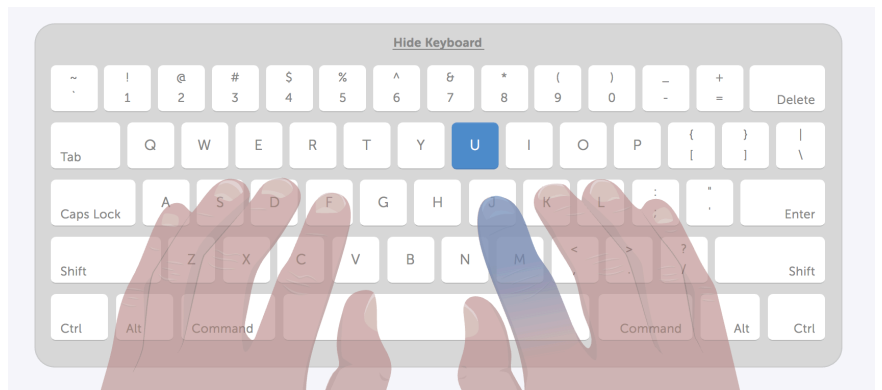 Hide Keyboard
~ ! @ # $ % ^ & * ( ) _ +
` 1 2 3 4 5 6 7 8 9 0 - = Delete
{ } |
Tab Q W E R T Y U I O P [ ] \
: "
Caps Lock A S D F G H J K L ; ' Enter
< > ?
Shift Z X C V B N M , . / Shift
Ctrl Alt Command Command Alt Ctrl